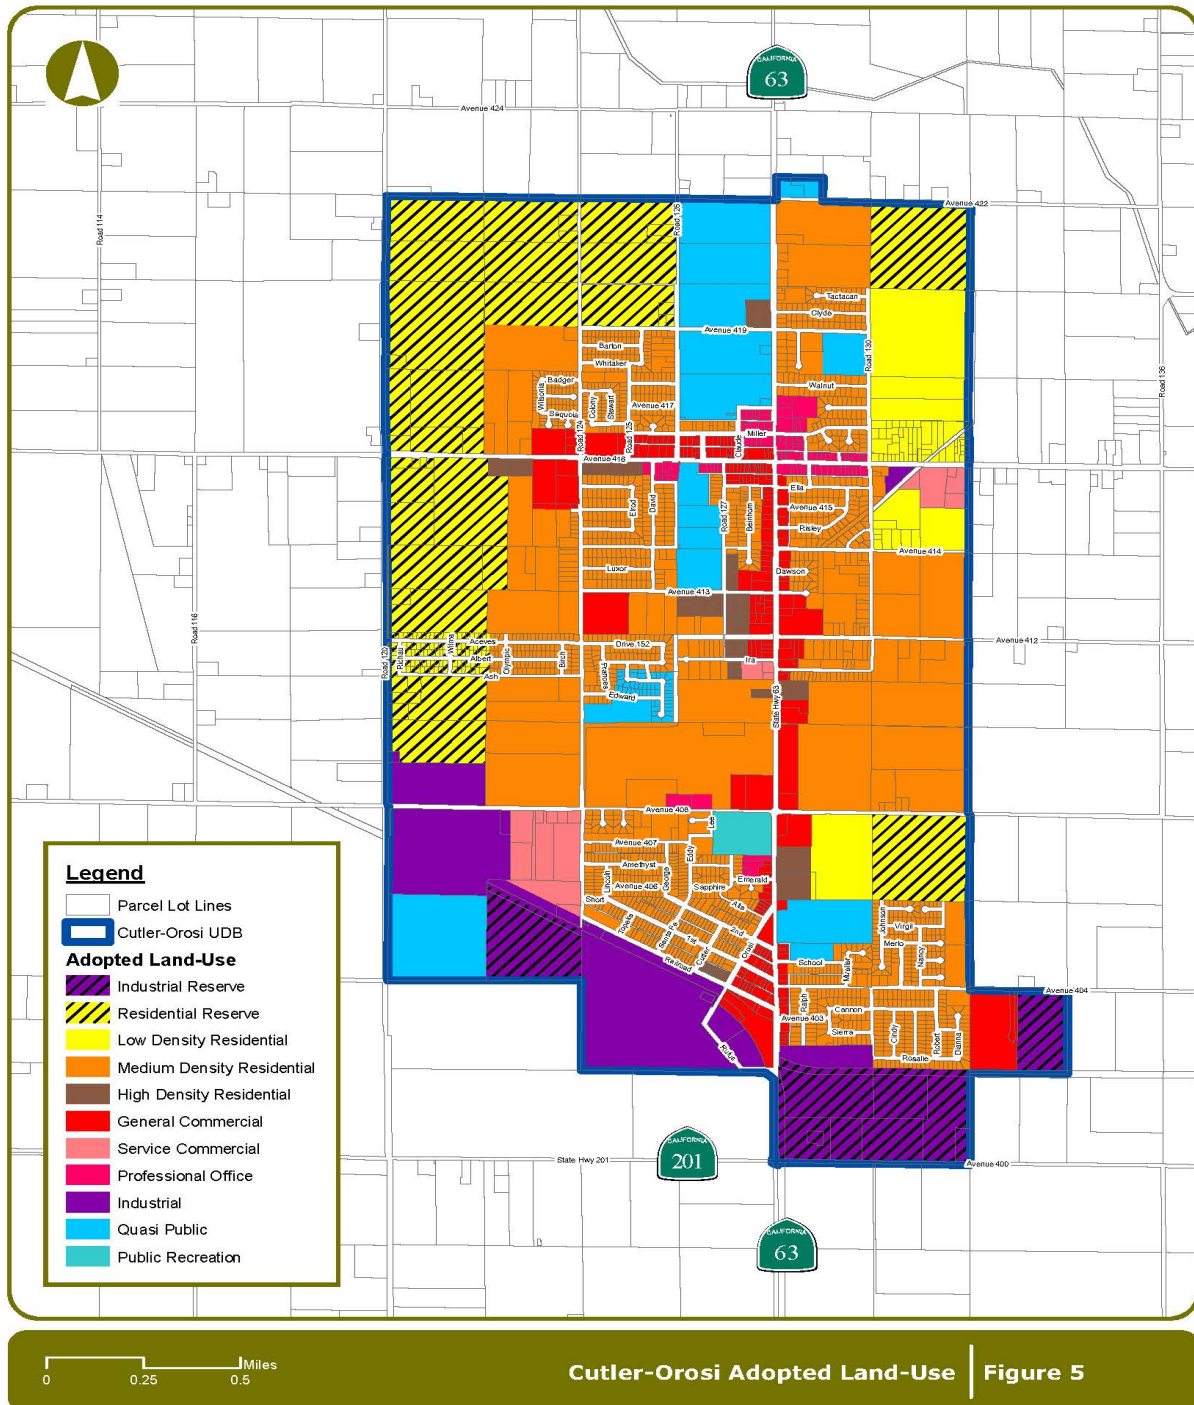 CALIFORNIA
63
Avenue 424
Avenue 422
Road 114
Road 126
Tactacan
Clyde
Avenue 419
Road 130
Road 136
Barton
Whitaker
Badger
Walnut
Wilsonia
Colony
Stewart
Avenue 417
Sequoia
Road 124
Road 125
Claude
Miller
Avenue 416
Ella
Elrod
David
Road 127
Avenue 415
Risley
Avenue 414
Luxor
Dawson
Avenue 413
Road 116
Road 120
Richau
Aceves
Albert
Ash
Olympic
Birch
Drive 152
Avenue 412
Ira
Frances
Edward
State Hwy 63
Avenue 408
Lee
Avenue 407
Eddy
Amethyst
Lincoln
Avenue 406
George
Sapphire
Emerald
Short
Alta
Topeka
Santa Fe
2nd
1st
Cutler
Orosi
Railroad
Johnson
Virgil
Merlo
Nancy
School
Mueller
Avenue 404
Ralph
Cannon
Avenue 403
Sierra
Cindy
Robert
Dianna
Rosalie
Ruba
State Hwy 201
CALIFORNIA
201
Avenue 400
CALIFORNIA
63
Legend
Parcel Lot Lines
Cutler-Orosi UDB
Adopted Land-Use
Industrial Reserve
Residential Reserve
Low Density Residential
Medium Density Residential
High Density Residential
General Commercial
Service Commercial
Professional Office
Industrial
Quasi Public
Public Recreation
Miles
0 0.25 0.5
Cutler-Orosi Adopted Land-Use Figure 5